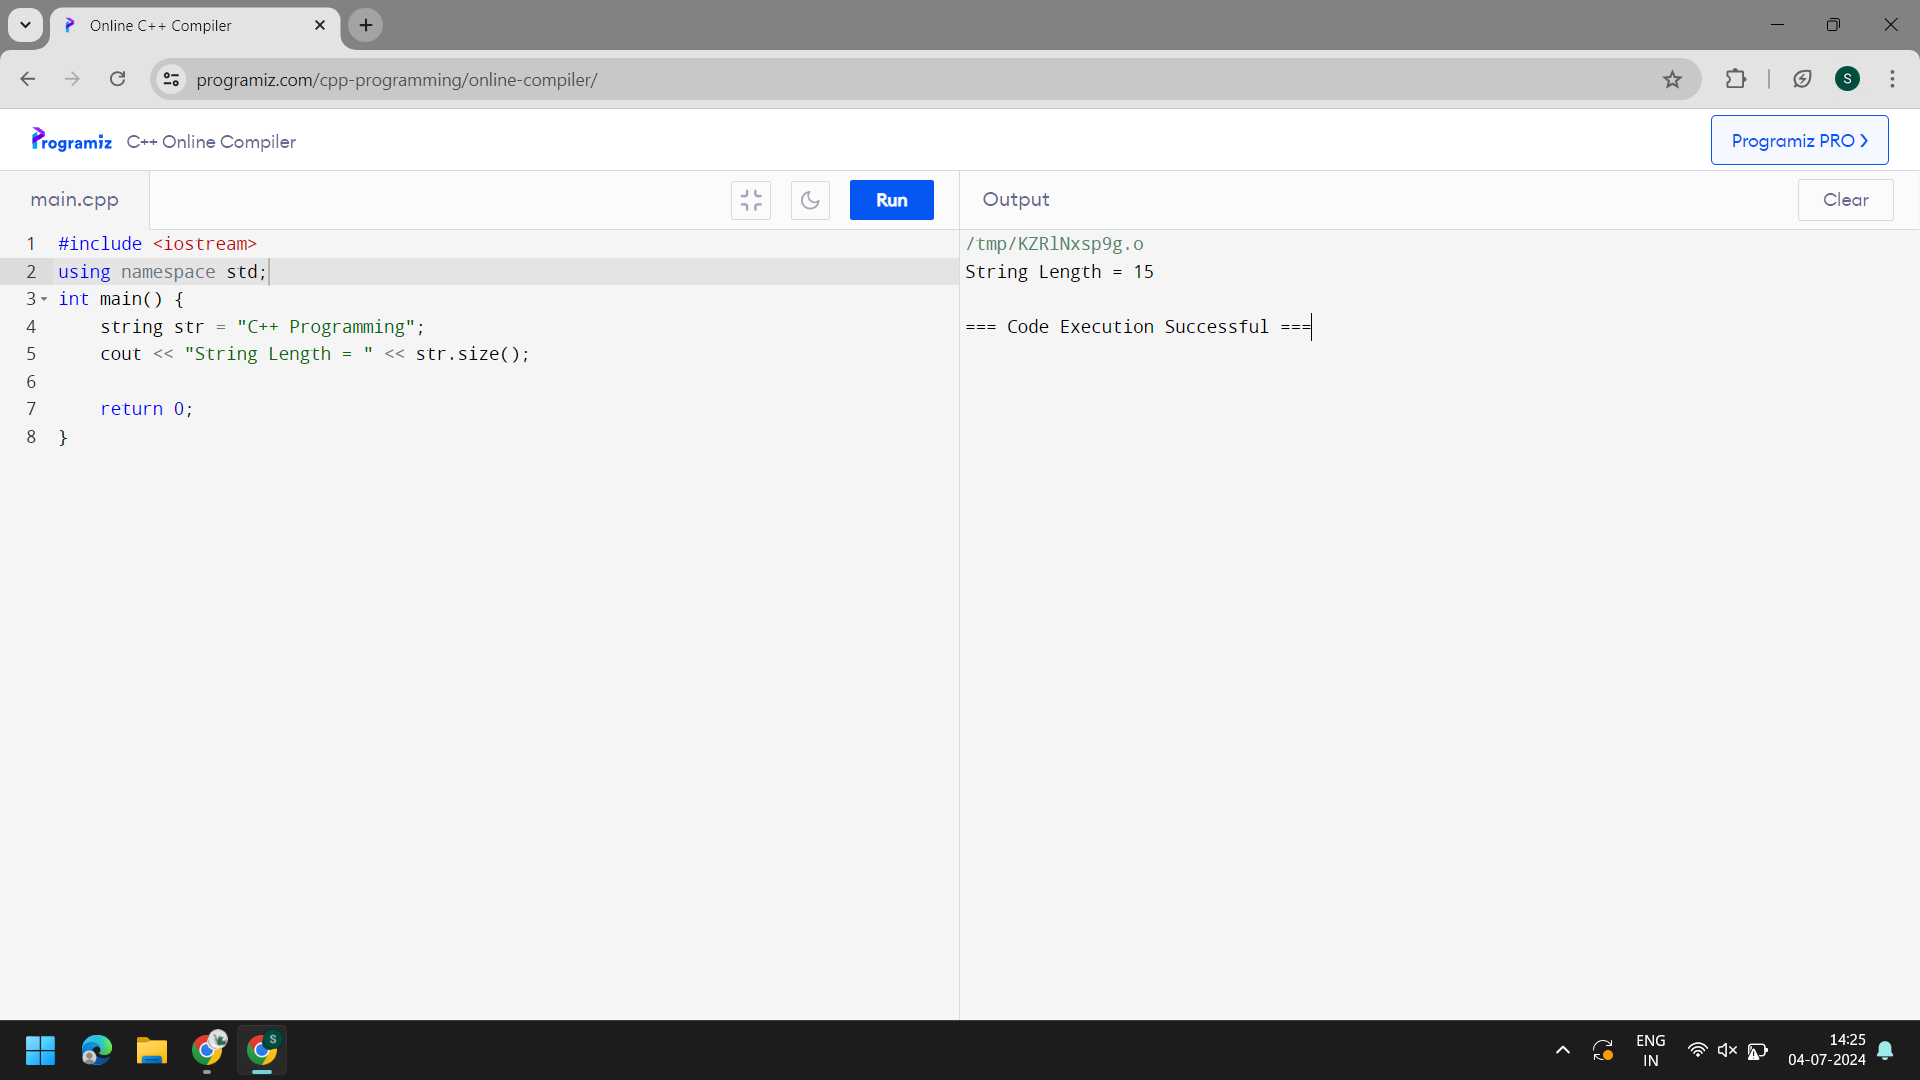 Online C++ Compiler
programiz.com/cpp-programming/online-compiler/
S
Programiz C++ Online Compiler
Programiz PRO
main.cpp
Run
Output
Clear
1 #include <iostream>
2 using namespace std;
3 int main() {
4     string str = "C++ Programming";
5     cout << "String Length = " << str.size();
6
7     return 0;
8 }
/tmp/KZRlNxsp9g.o
String Length = 15
=== Code Execution Successful ===
S
ENG
IN
14:25
04-07-2024